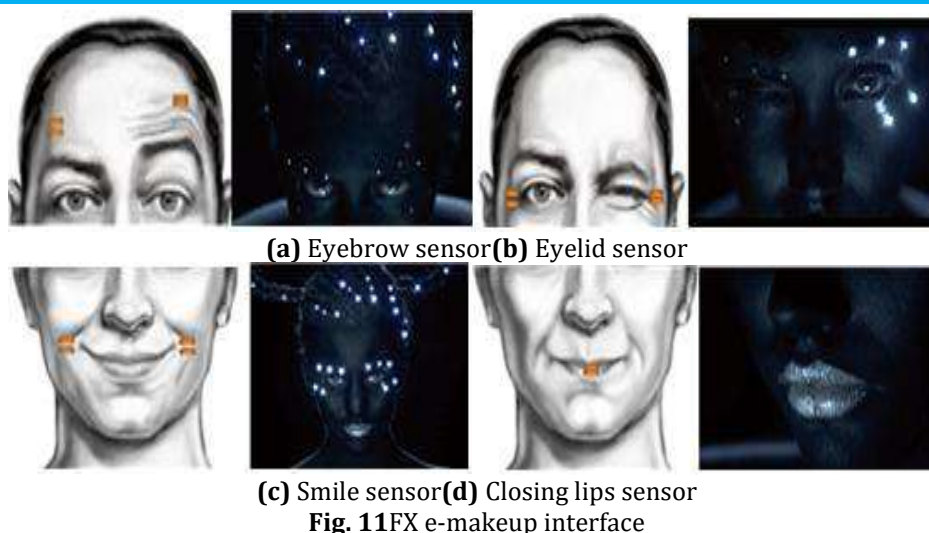 (a) Eyebrow sensor(b) Eyelid sensor
(c) Smile sensor(d) Closing lips sensor
Fig. 11FX e-makeup interface